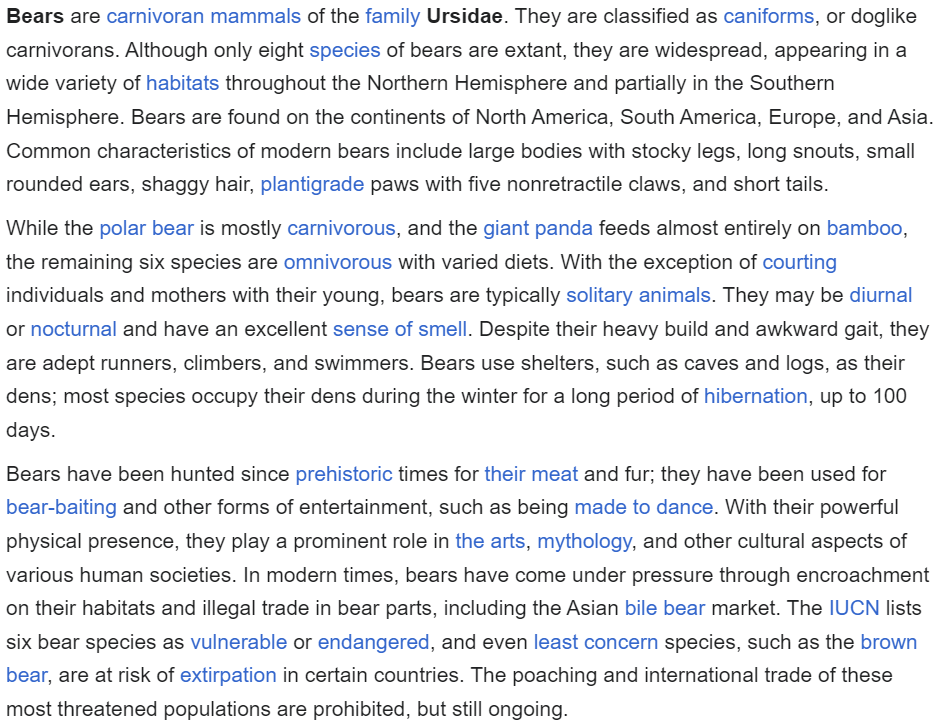 Bears are carnivoran mammals of the family Ursidae. They are classified as caniforms, or doglike
carnivorans. Although only eight species of bears are extant, they are widespread, appearing in a
wide variety of habitats throughout the Northern Hemisphere and partially in the Southern
Hemisphere. Bears are found on the continents of North America, South America, Europe, and Asia.
Common characteristics of modern bears include large bodies with stocky legs, long snouts, small
rounded ears, shaggy hair, plantigrade paws with five nonretractile claws, and short tails.
While the polar bear is mostly carnivorous, and the giant panda feeds almost entirely on bamboo,
the remaining six species are omnivorous with varied diets. With the exception of courting
individuals and mothers with their young, bears are typically solitary animals. They may be diurnal
or nocturnal and have an excellent sense of smell. Despite their heavy build and awkward gait, they
are adept runners, climbers, and swimmers. Bears use shelters, such as caves and logs, as their
dens; most species occupy their dens during the winter for a long period of hibernation, up to 100
days.
Bears have been hunted since prehistoric times for their meat and fur; they have been used for
bear-baiting and other forms of entertainment, such as being made to dance. With their powerful
physical presence, they play a prominent role in the arts, mythology, and other cultural aspects of
various human societies. In modern times, bears have come under pressure through encroachment
on their habitats and illegal trade in bear parts, including the Asian bile bear market. The IUCN lists
six bear species as vulnerable or endangered, and even least concern species, such as the brown
bear, are at risk of extirpation in certain countries. The poaching and international trade of these
most threatened populations are prohibited, but still ongoing.